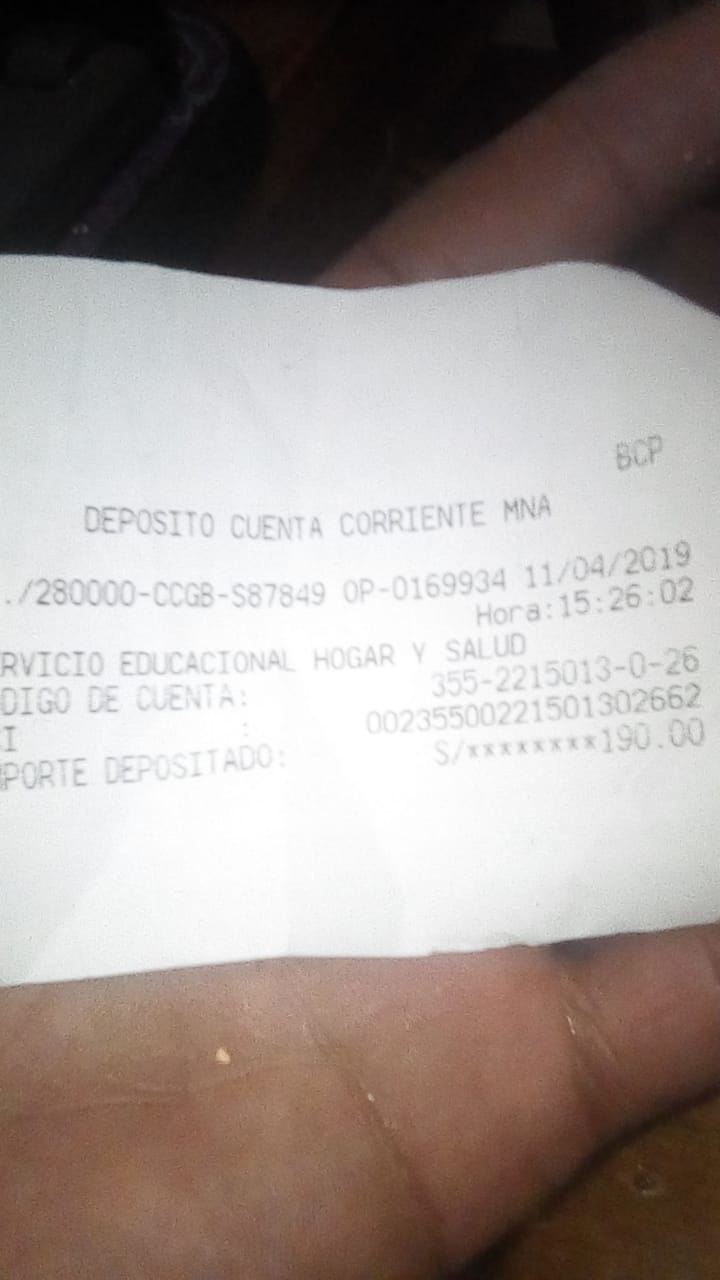 BCP
DEPOSITO CUENTA CORRIENTE MNA
./280000-CCGB-S87849 OP-0169934 11/04/2019
Hora:15:26:02
RVICIO EDUCACIONAL HOGAR Y SALUD
DIGO DE CUENTA: 355-2215013-0-26
I : 00235500221501302662
PORTE DEPOSITADO: S/********190.00